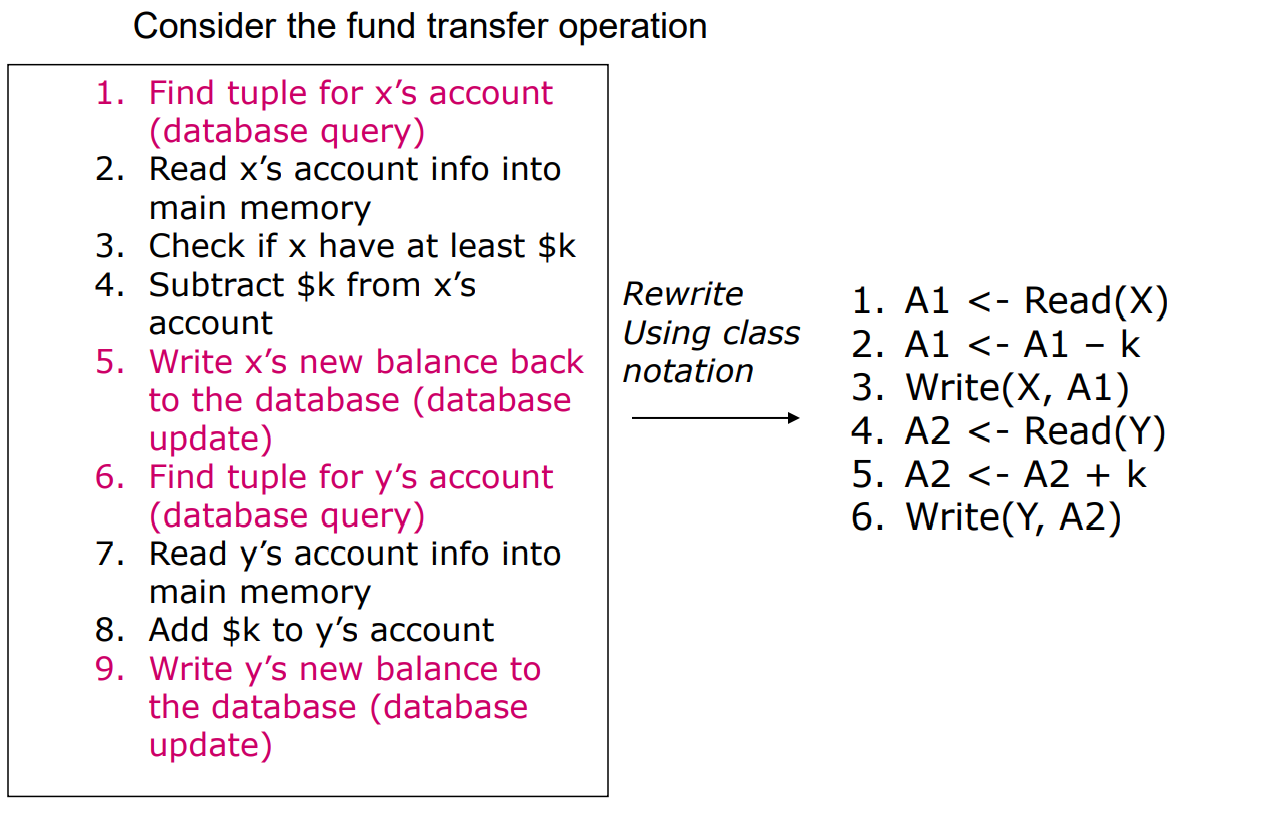 Consider the fund transfer operation
1. Find tuple for x’s account
(database query)
2. Read x’s account info into
main memory
3. Check if x have at least $k
4. Subtract $k from x’s
account
5. Write x’s new balance back
to the database (database
update)
6. Find tuple for y’s account
(database query)
7. Read y’s account info into
main memory
8. Add $k to y’s account
9. Write y’s new balance to
the database (database
update)
Rewrite
Using class
notation
1. A1 <- Read(X)
2. A1 <- A1 – k
3. Write(X, A1)
4. A2 <- Read(Y)
5. A2 <- A2 + k
6. Write(Y, A2)